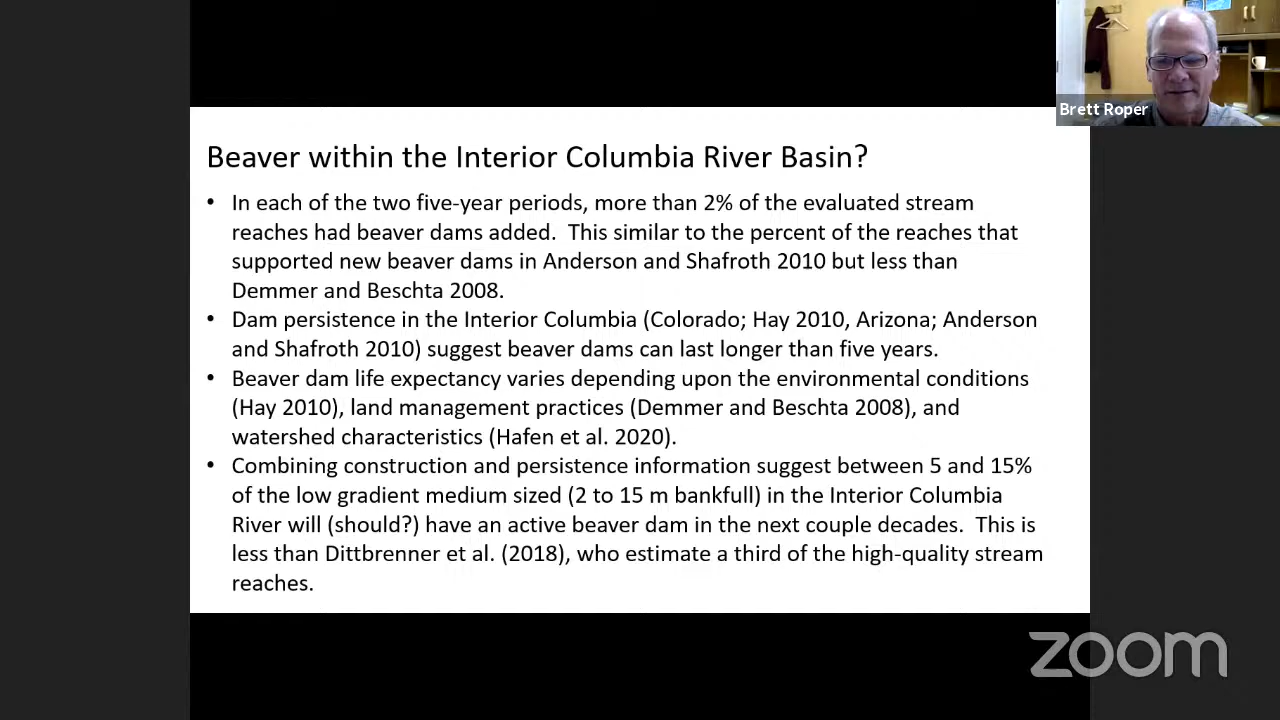 Brett Roper
Beaver within the Interior Columbia River Basin?
• In each of the two five-year periods, more than 2% of the evaluated stream
reaches had beaver dams added.  This similar to the percent of the reaches that
supported new beaver dams in Anderson and Shafroth 2010 but less than
Demmer and Beschta 2008.
• Dam persistence in the Interior Columbia (Colorado; Hay 2010, Arizona; Anderson
and Shafroth 2010) suggest beaver dams can last longer than five years.
• Beaver dam life expectancy varies depending upon the environmental conditions
(Hay 2010), land management practices (Demmer and Beschta 2008), and
watershed characteristics (Hafen et al. 2020).
• Combining construction and persistence information suggest between 5 and 15%
of the low gradient medium sized (2 to 15 m bankfull) in the Interior Columbia
River will (should?) have an active beaver dam in the next couple decades.  This is
less than Dittbrenner et al. (2018), who estimate a third of the high-quality stream
reaches.
zoom